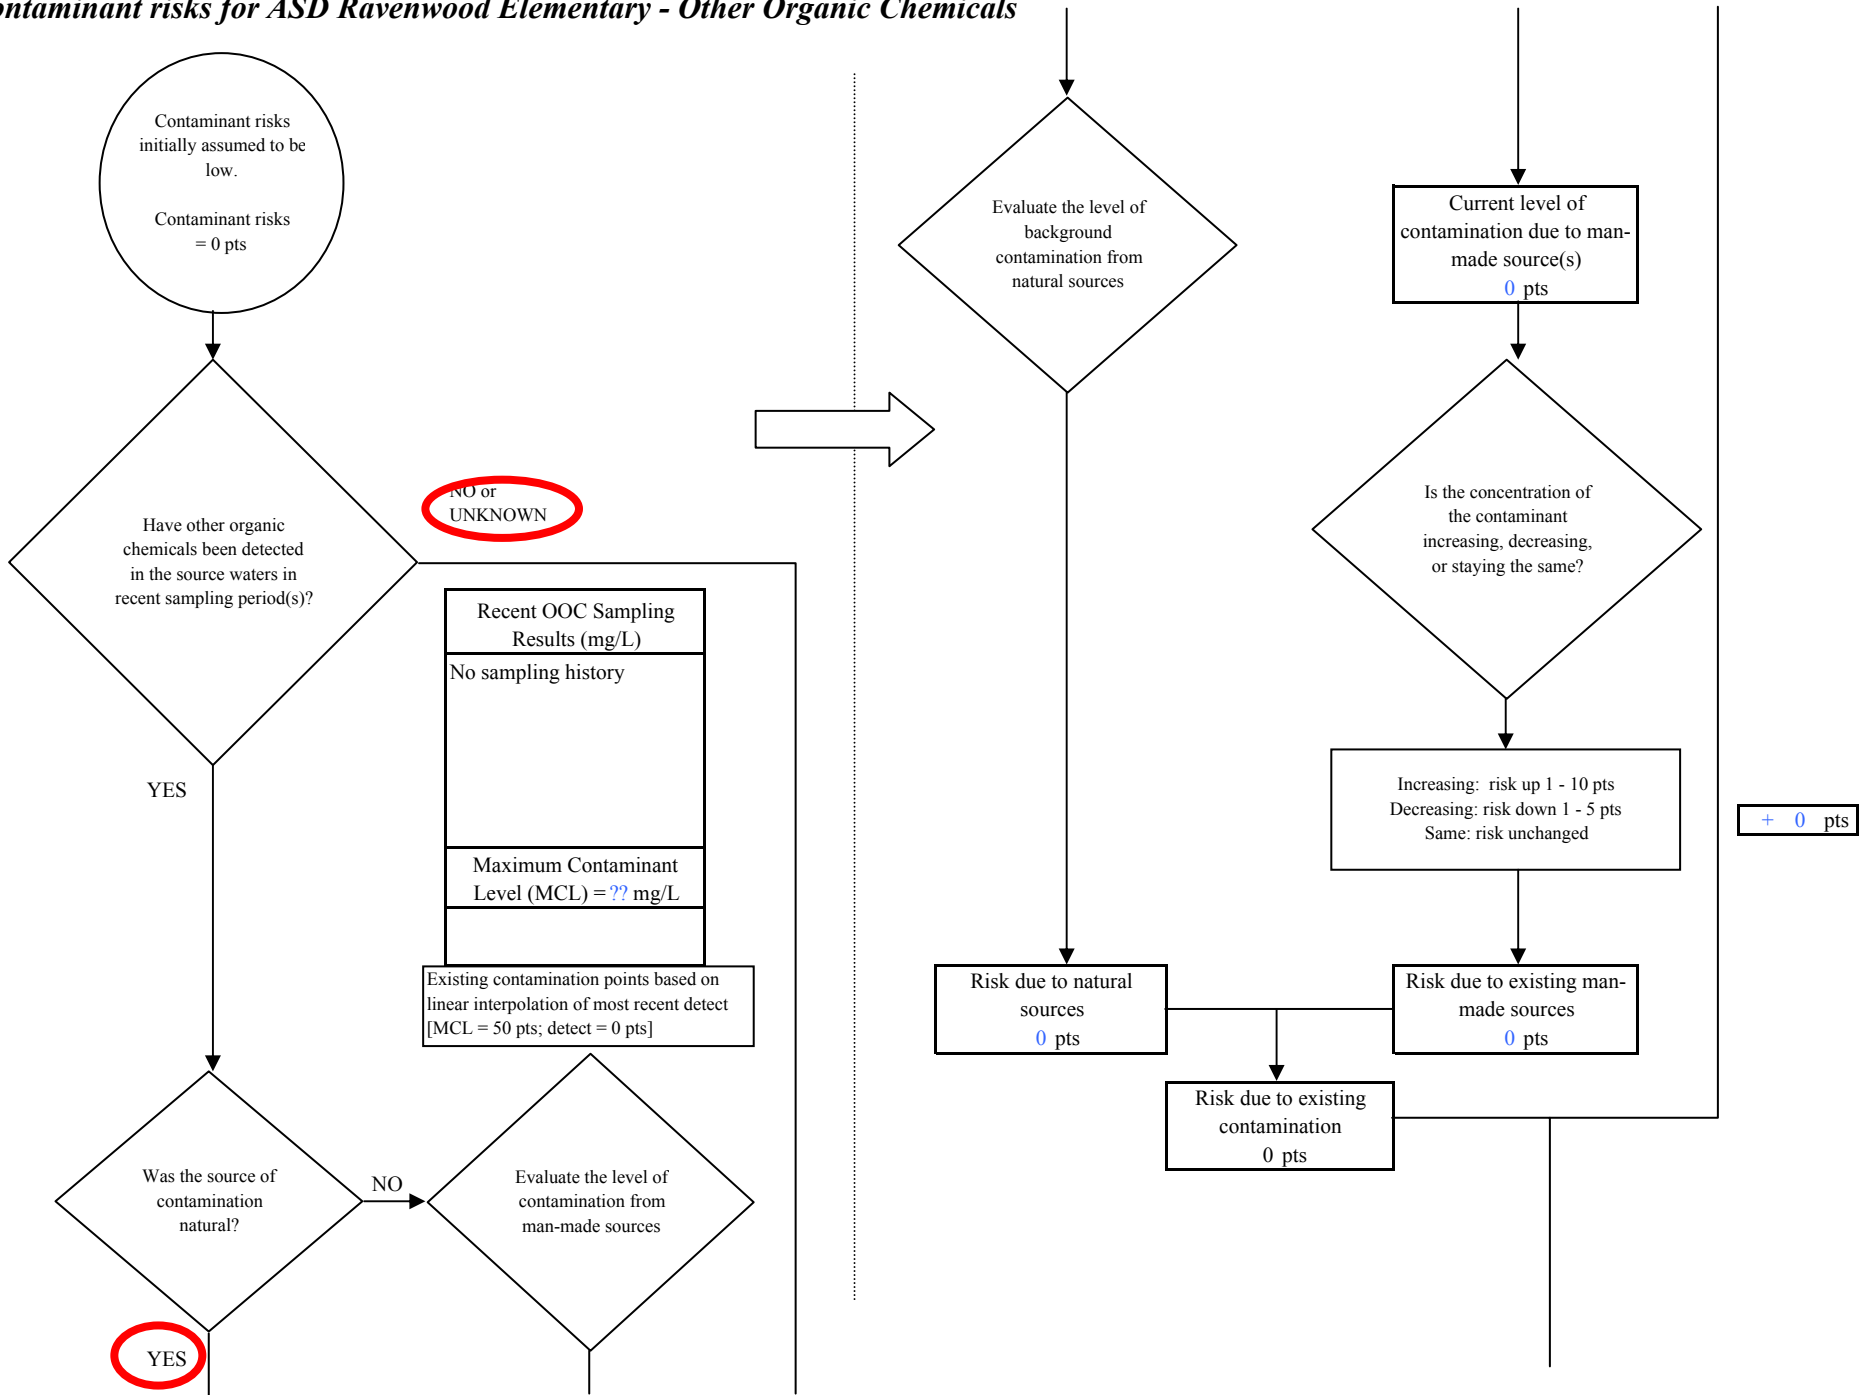 ontaminant risks for ASD Ravenwood Elementary - Other Organic Chemicals
Contaminant risks
initially assumed to be
low.
Contaminant risks
= 0 pts
Have other organic
chemicals been detected
in the source waters in
recent sampling period(s)?
NO or
UNKNOWN
YES
Recent OOC Sampling
Results (mg/L)
No sampling history
Maximum Contaminant
Level (MCL) = ?? mg/L
Existing contamination points based on
linear interpolation of most recent detect
[MCL = 50 pts; detect = 0 pts]
Was the source of
contamination
natural?
NO
YES
Evaluate the level of
contamination from
man-made sources
Evaluate the level of
background
contamination from
natural sources
Current level of
contamination due to man-
made source(s)
0 pts
Is the concentration of
the contaminant
increasing, decreasing,
or staying the same?
Increasing: risk up 1 - 10 pts
Decreasing: risk down 1 - 5 pts
Same: risk unchanged
+ 0 pts
Risk due to natural
sources
0 pts
Risk due to existing man-
made sources
0 pts
Risk due to existing
contamination
0 pts